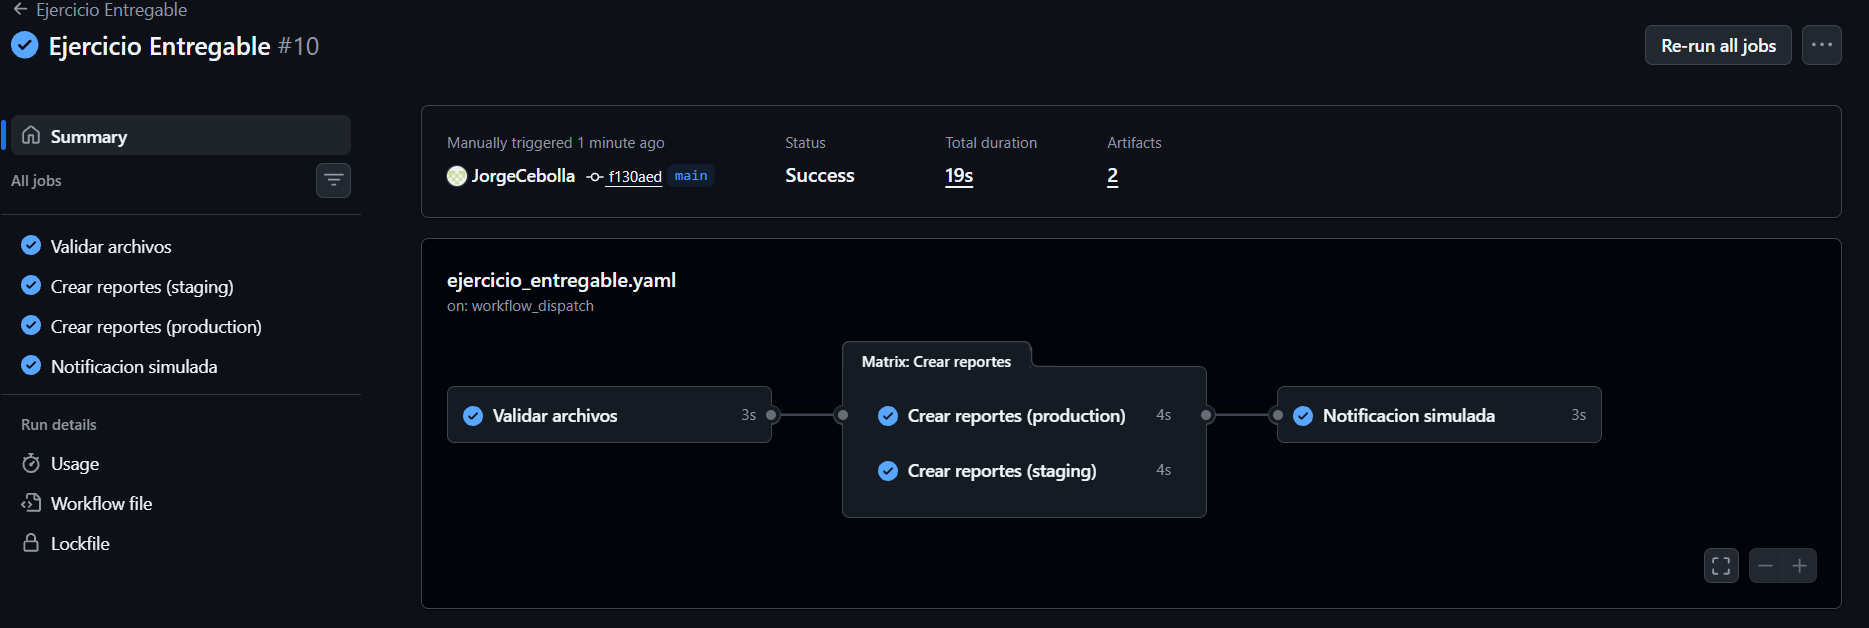 Ejercicio Entregable
Ejercicio Entregable #10
Re-run all jobs
Summary
All jobs
Validar archivos
Crear reportes (staging)
Crear reportes (production)
Notificacion simulada
Run details
Usage
Workflow file
Lockfile
Manually triggered 1 minute ago
JorgeCebolla f130aed main
Status
Success
Total duration
19s
Artifacts
2
ejercicio_entregable.yaml
on: workflow_dispatch
Validar archivos 3s
Matrix: Crear reportes
Crear reportes (production) 4s
Crear reportes (staging) 4s
Notificacion simulada 3s